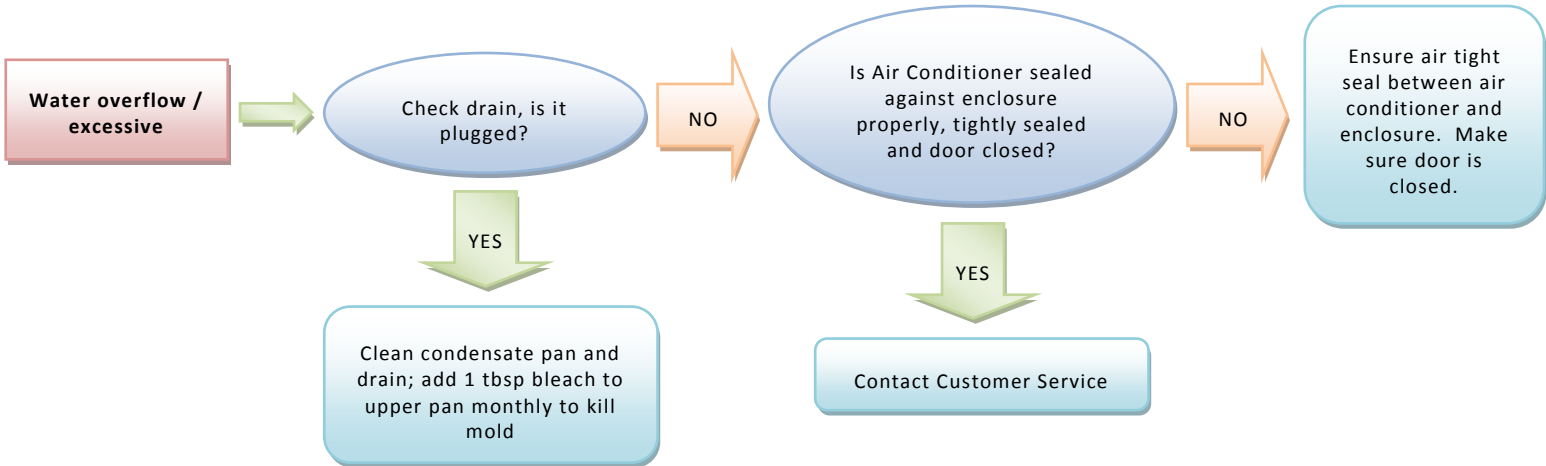 Water overflow /
excessive
Check drain, is it
plugged?
NO
Is Air Conditioner sealed
against enclosure
properly, tightly sealed
and door closed?
NO
Ensure air tight
seal between air
conditioner and
enclosure.  Make
sure door is
closed.
YES
Clean condensate pan and
drain; add 1 tbsp bleach to
upper pan monthly to kill
mold
YES
Contact Customer Service